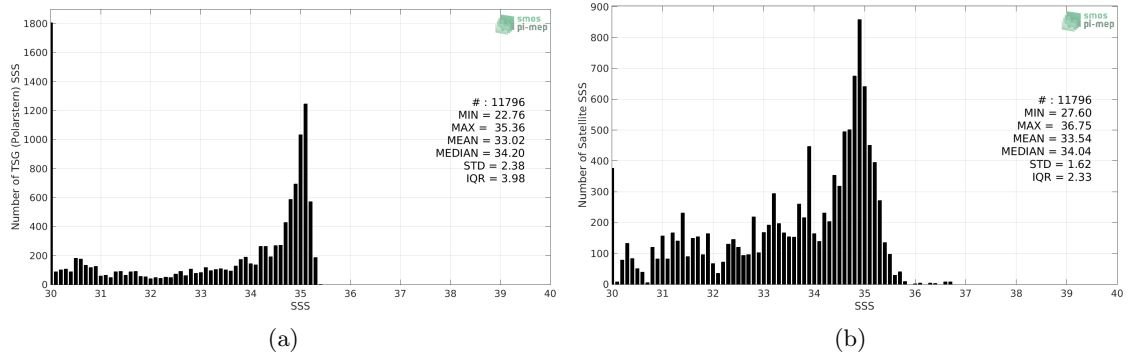 1800
1600
1400
1200
1000
800
600
400
200
0
Number of TSG (Polarstern) SSS
30 31 32 33 34 35 36 37 38 39 40
SSS
smos
pi-mep
# : 11796
MIN = 22.76
MAX = 35.36
MEAN = 33.02
MEDIAN = 34.20
STD = 2.38
IQR = 3.98
(a)
900
800
700
600
500
400
300
200
100
0
Number of Satellite SSS
30 31 32 33 34 35 36 37 38 39 40
SSS
smos
pi-mep
# : 11796
MIN = 27.60
MAX = 36.75
MEAN = 33.54
MEDIAN = 34.04
STD = 1.62
IQR = 2.33
(b)